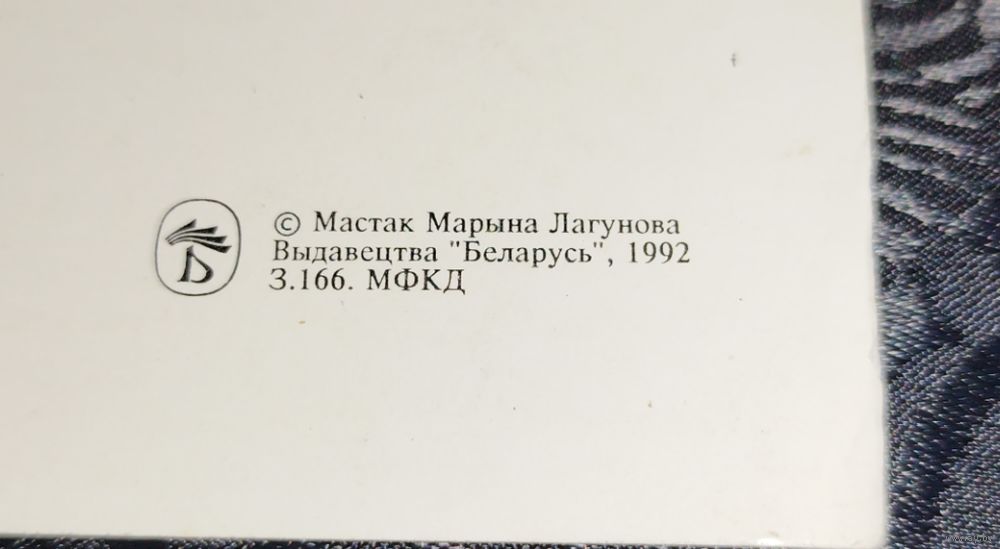 © Мастак Марына Лагунова
Выдавецтва "Беларусь", 1992
З.166. МФКД